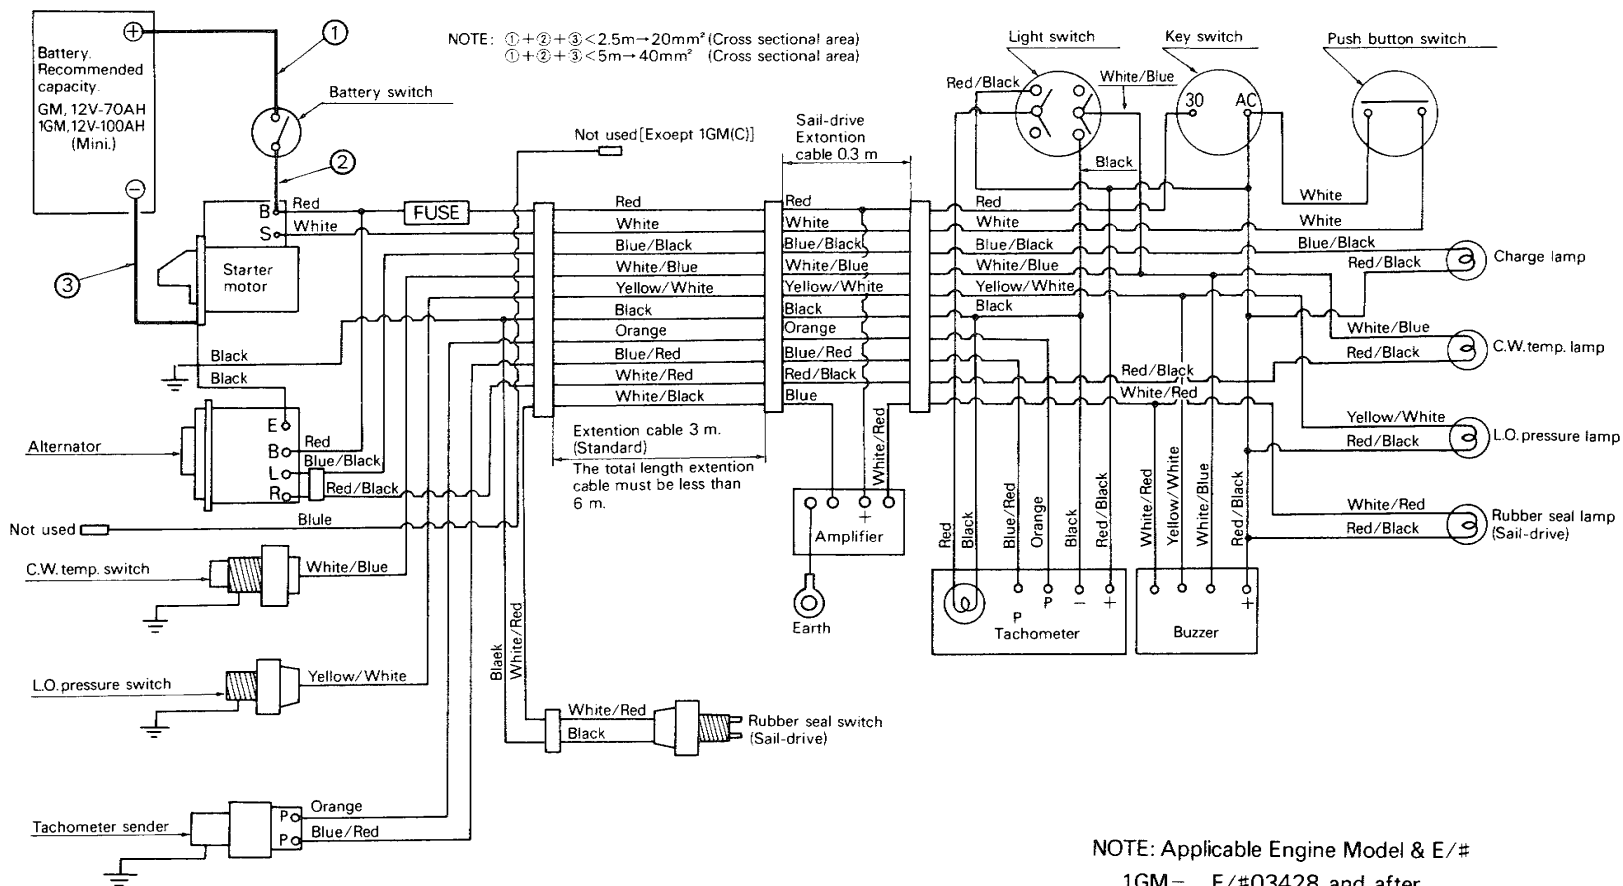 NOTE: ①+②+③<2.5m→20mm² (Cross sectional area)
①+②+③<5m→40mm² (Cross sectional area)
Battery.
Recommended
capacity.
GM, 12V-70AH
1GM, 12V-100AH
(Mini.)
+
−
①
②
③
Battery switch
B
S
Red
White
FUSE
Starter
motor
Black
Black
Alternator
E
B
L
R
Red
Blue/Black
Red/Black
Not used
Blule
C.W. temp. switch
White/Blue
L.O. pressure switch
Yellow/White
Tachometer sender
P
P
Orange
Blue/Red
Not used [Except 1GM(C)]
Red
White
Blue/Black
White/Blue
Yellow/White
Black
Orange
Blue/Red
White/Red
White/Black
Extention cable 3 m.
(Standard)
The total length extention
cable must be less than
6 m.
Blaek
White/Red
White/Red
Black
Rubber seal switch
(Sail-drive)
Sail-drive
Extontion
cable 0.3 m
Red
White
Blue/Black
White/Blue
Yellow/White
Black
Orange
Blue/Red
Red/Black
Blue
White/Red
+
Amplifier
Earth
Light switch
Key switch
Push button switch
Red/Black
White/Blue
30
AC
Black
White
White
Red
White
Blue/Black
White/Blue
Yellow/White
Black
Red/Black
White/Red
Blue/Black
Red/Black
Charge lamp
White/Blue
Red/Black
C.W. temp. lamp
Yellow/White
Red/Black
L.O. pressure lamp
White/Red
Red/Black
Rubber seal lamp
(Sail-drive)
Red
Black
Blue/Red
Orange
Black
Red/Black
White/Red
Yellow/White
White/Blue
Red/Black
P
P
−
+
Tachometer
+
Buzzer
NOTE: Applicable Engine Model & E/#
1GM− E/#03428 and after